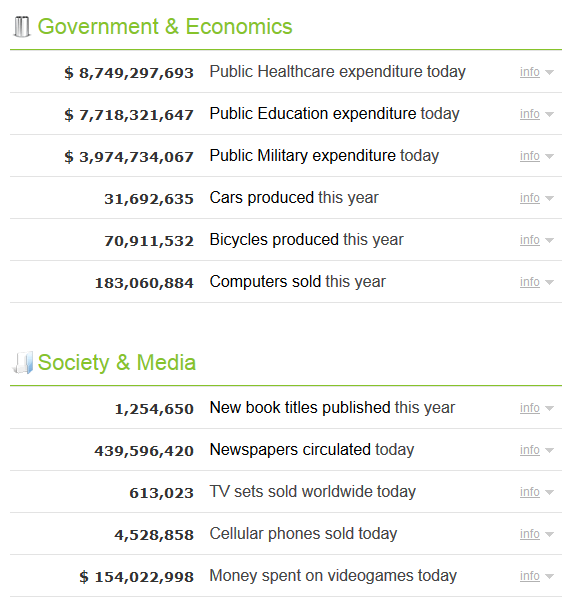 Government & Economics
$ 8,749,297,693 Public Healthcare expenditure today info
$ 7,718,321,647 Public Education expenditure today info
$ 3,974,734,067 Public Military expenditure today info
31,692,635 Cars produced this year info
70,911,532 Bicycles produced this year info
183,060,884 Computers sold this year info
Society & Media
1,254,650 New book titles published this year info
439,596,420 Newspapers circulated today info
613,023 TV sets sold worldwide today info
4,528,858 Cellular phones sold today info
$ 154,022,998 Money spent on videogames today info